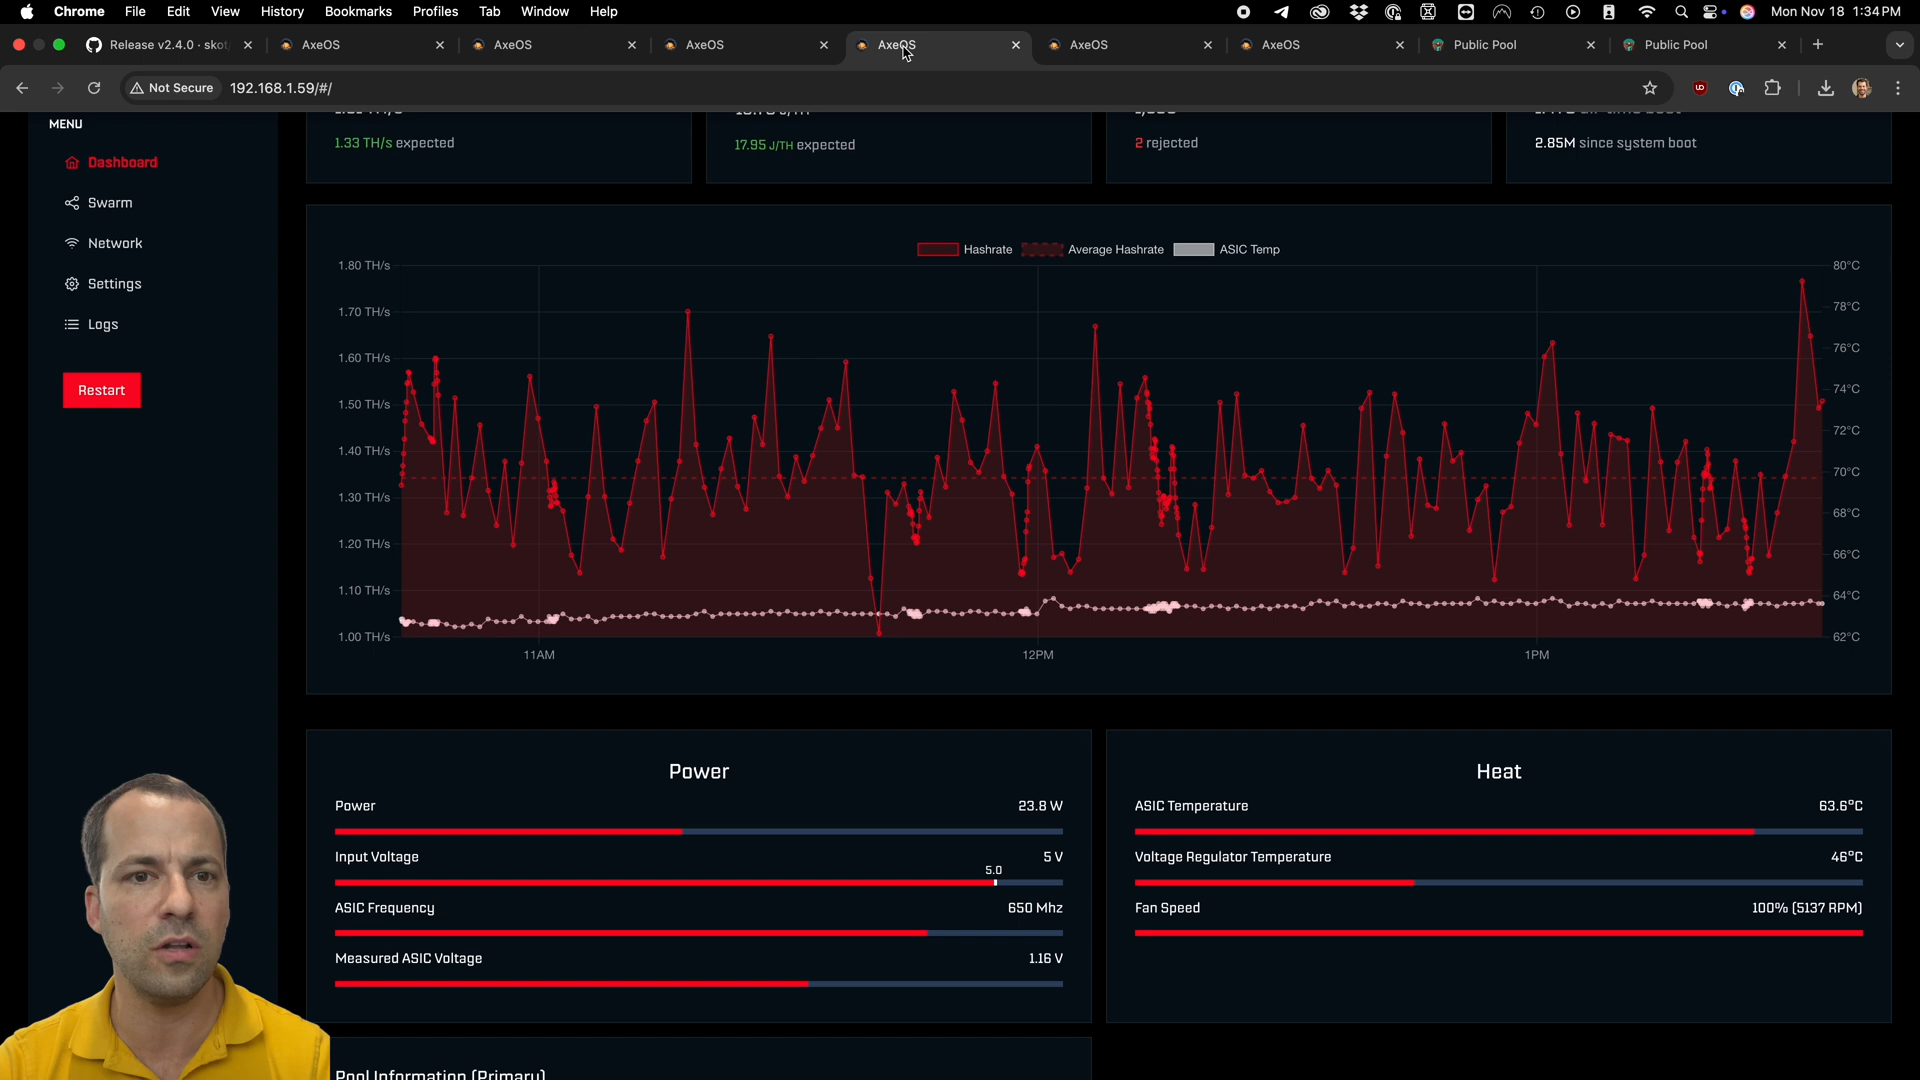 Chrome File Edit View History Bookmarks Profiles Tab Window Help Mon Nov 18 1:34 PM
Release v2.4.0 · skot AxeOS AxeOS AxeOS AxeOS AxeOS AxeOS Public Pool Public Pool
Not Secure 192.168.1.59/#/
MENU
Dashboard
Swarm
Network
Settings
Logs
Restart
1.33 TH/s expected
17.95 J/TH expected
2 rejected
2.85M since system boot
Hashrate Average Hashrate ASIC Temp
1.80 TH/s 80°C
1.70 TH/s 78°C
1.60 TH/s 76°C
1.50 TH/s 74°C
1.40 TH/s 72°C
70°C
1.30 TH/s 68°C
1.20 TH/s 66°C
1.10 TH/s 64°C
1.00 TH/s 62°C
11AM 12PM 1PM
Power
Power 23.8 W
Input Voltage 5 V
5.0
ASIC Frequency 650 Mhz
Measured ASIC Voltage 1.16 V
Heat
ASIC Temperature 63.6°C
Voltage Regulator Temperature 46°C
Fan Speed 100% (5137 RPM)
Pool Information (Primary)